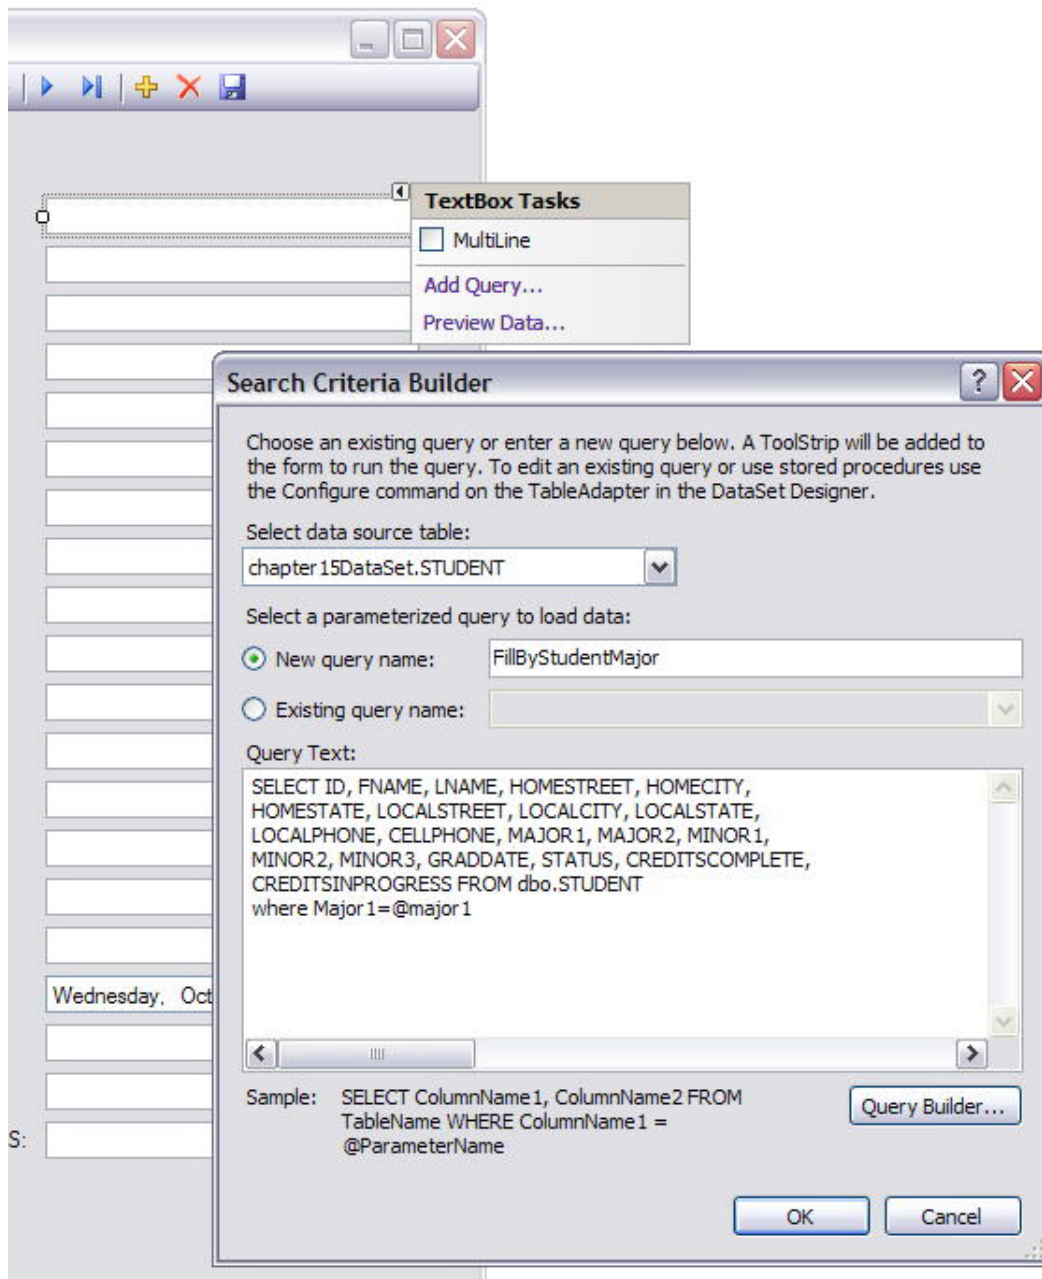 TextBox Tasks
MultiLine
Add Query...
Preview Data...
Search Criteria Builder
Choose an existing query or enter a new query below. A ToolStrip will be added to
the form to run the query. To edit an existing query or use stored procedures use
the Configure command on the TableAdapter in the DataSet Designer.
Select data source table:
chapter15DataSet.STUDENT
Select a parameterized query to load data:
New query name: FillByStudentMajor
Existing query name:
Query Text:
SELECT ID, FNAME, LNAME, HOMESTREET, HOMECITY,
HOMESTATE, LOCALSTREET, LOCALCITY, LOCALSTATE,
LOCALPHONE, CELLPHONE, MAJOR1, MAJOR2, MINOR1,
MINOR2, MINOR3, GRADDATE, STATUS, CREDITSCOMPLETE,
CREDITSINPROGRESS FROM dbo.STUDENT
where Major1=@major1
Wednesday, Oct
Sample: SELECT ColumnName1, ColumnName2 FROM
TableName WHERE ColumnName1 =
@ParameterName
Query Builder...
S:
OK Cancel